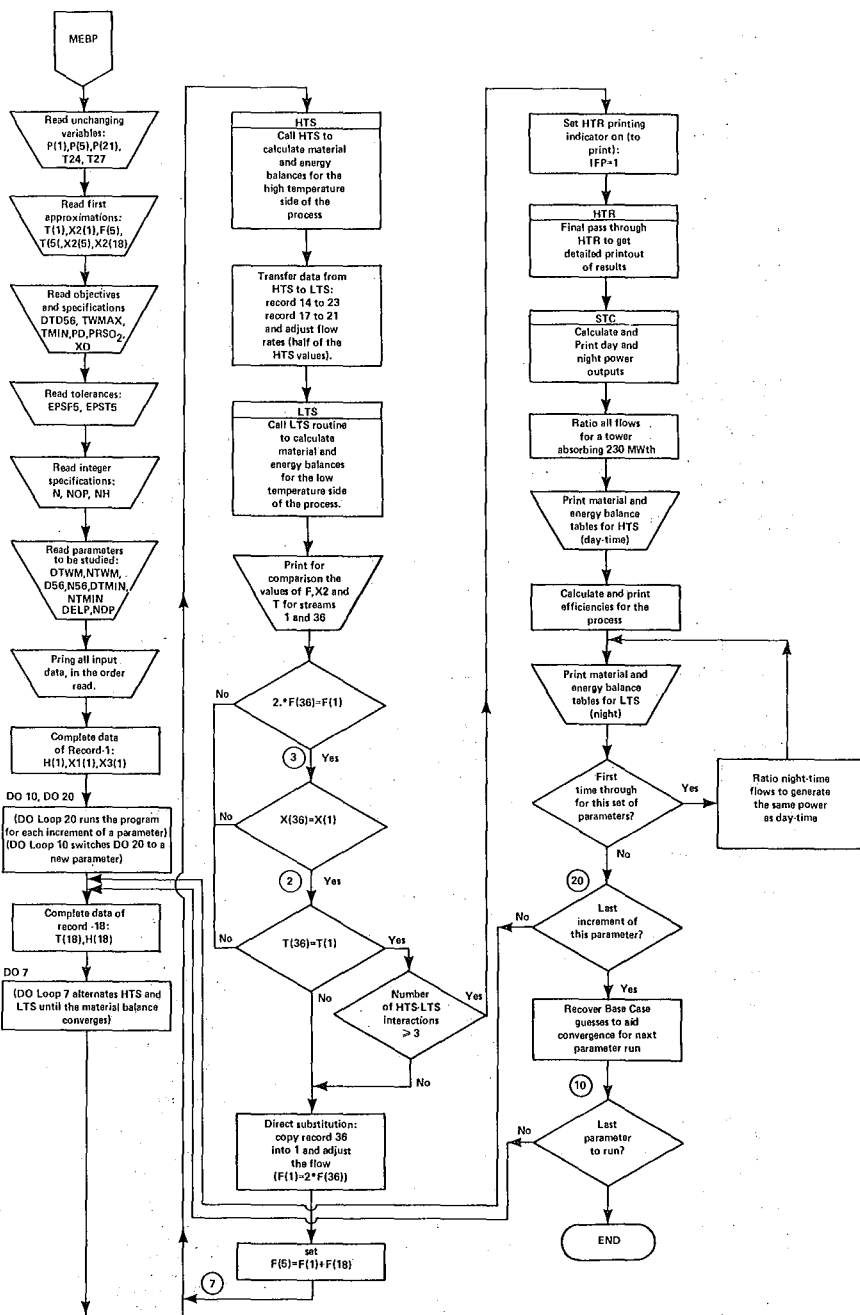 MEBP
Read unchanging
variables:
P(1),P(5),P(21),
T24, T27
Read first
approximations:
T(1),X2(1),F(5),
T(5(,X2(5),X2(18)
Read objectives
and specifications
DTD56, TWMAX,
TMIN,PD,PRSO2,
XO
Read tolerances:
EPSF5, EPST5
Read integer
specifications:
N, NOP, NH
Read parameters
to be studied:
DTWM,NTWM,
D56,N56,DTMIN,
NTMIN
DELP,NOP
Pring all input
data, in the order
read.
Complete data
of Record-1:
H(1),X1(1),X3(1)
DO 10, DO 20
(DO Loop 20 runs the program
for each increment of a parameter)
(DO Loop 10 switches DO 20 to a
new parameter)
Complete data of
record -18:
T(18),H(18)
DO 7
(DO Loop 7 alternates HTS and
LTS until the material balance
converges)
HTS
Call HTS to
calculate material
and energy
balances for the
high temperature
side of the
process
Transfer data from
HTS to LTS:
record 14 to 23
record 17 to 21
and adjust flow
rates (half of the
HTS values).
LTS
Call LTS routine
to calculate
material and
energy balances
for the low
temperature side
of the process.
Print for
comparison the
values of F,X2 and
T for streams
1 and 36
No
2.*F(36)=F(1)
3
Yes
No
X(36)=X(1)
2
Yes
No
T(36)=T(1)
Yes
No
Number
of HTS-LTS
interactions
⩾ 3
Yes
No
Direct substitution:
copy record 36
into 1 and adjust
the flow
(F(1)=2*F(36))
set
F(5)=F(1)+F(18)
7
Set HTR printing
indicator on (to
print):
IFP=1
HTR
Final pass through
HTR to get
detailed printout
of results
STC
Calculate and
Print day and
night power
outputs
Ratio all flows
for a tower
absorbing 230 MWth
Print material and
energy balance
tables for HTS
(day-time)
Calculate and print
efficiencies for the
process
Print material and
energy balance
tables for LTS
(night)
First
time through
for this set of
parameters?
Yes
Ratio night-time
flows to generate
the same power
as day-time
No
20
No
Last
increment of
this parameter?
Yes
Recover Base Case
guesses to aid
convergence for next
parameter run
10
No
Last
parameter
to run?
END